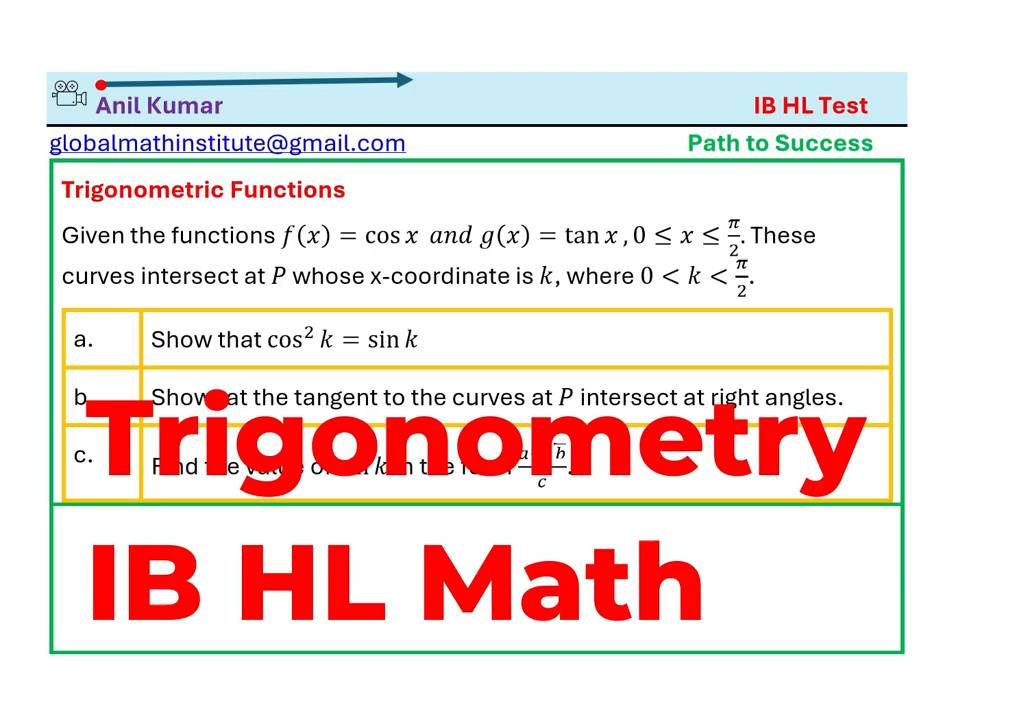 Anil Kumar IB HL Test
globalmathinstitute@gmail.com Path to Success
Trigonometric Functions
Given the functions f(x) = cos x and g(x) = tan x , 0 ≤ x ≤ π/2. These
curves intersect at P whose x-coordinate is k, where 0 < k < π/2.
a. Show that cos² k = sin k
b. at the tangent to the curves at P intersect at right angles.
c.
Trigonometry
IB HL Math